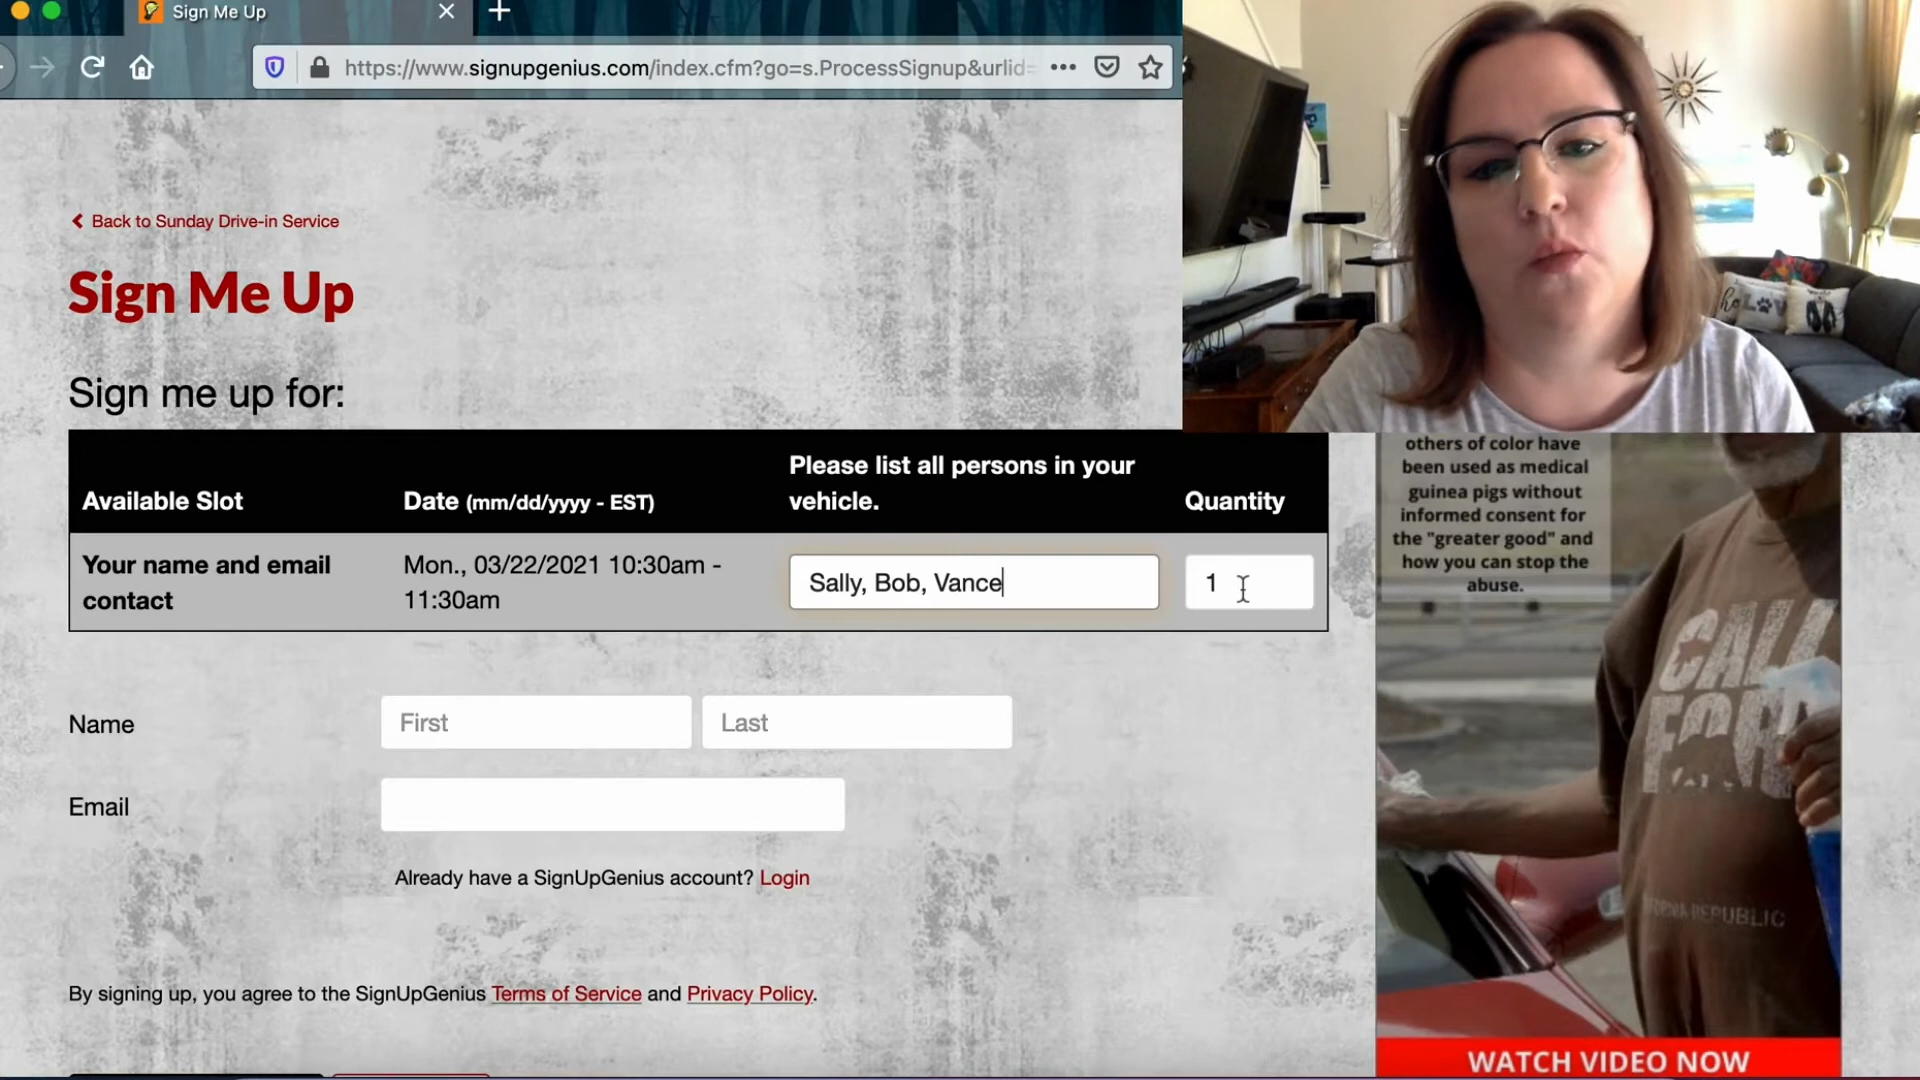 Sign Me Up
https://www.signupgenius.com/index.cfm?go=s.ProcessSignup&urlid=
Back to Sunday Drive-in Service
Sign Me Up
Sign me up for:
Available Slot
Date (mm/dd/yyyy - EST)
Please list all persons in your
vehicle.
Quantity
Your name and email
contact
Mon., 03/22/2021 10:30am -
11:30am
Sally, Bob, Vance
1
Name
First
Last
Email
Already have a SignUpGenius account? Login
By signing up, you agree to the SignUpGenius Terms of Service and Privacy Policy.
others of color have
been used as medical
guinea pigs without
informed consent for
the "greater good" and
how you can stop the
abuse.
CALI
FOR
REPUBLIC
WATCH VIDEO NOW